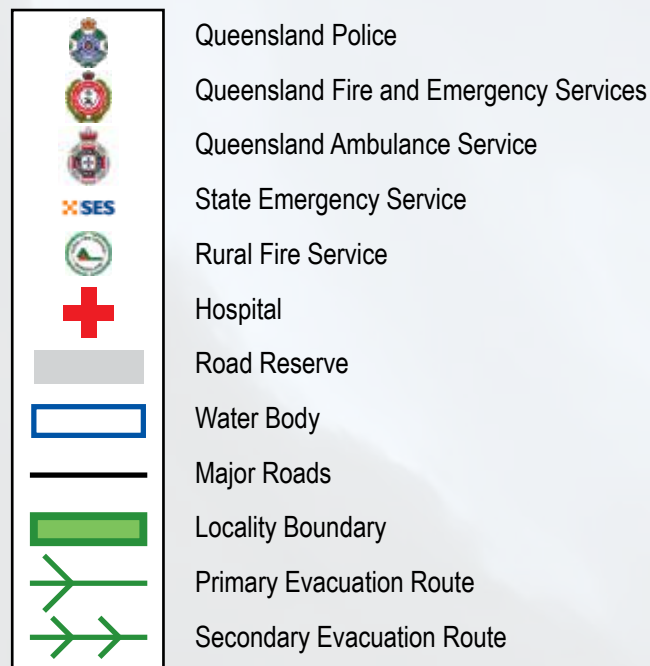 Queensland Police
Queensland Fire and Emergency Services
Queensland Ambulance Service
SES
State Emergency Service
Rural Fire Service
Hospital
Road Reserve
Water Body
Major Roads
Locality Boundary
Primary Evacuation Route
Secondary Evacuation Route